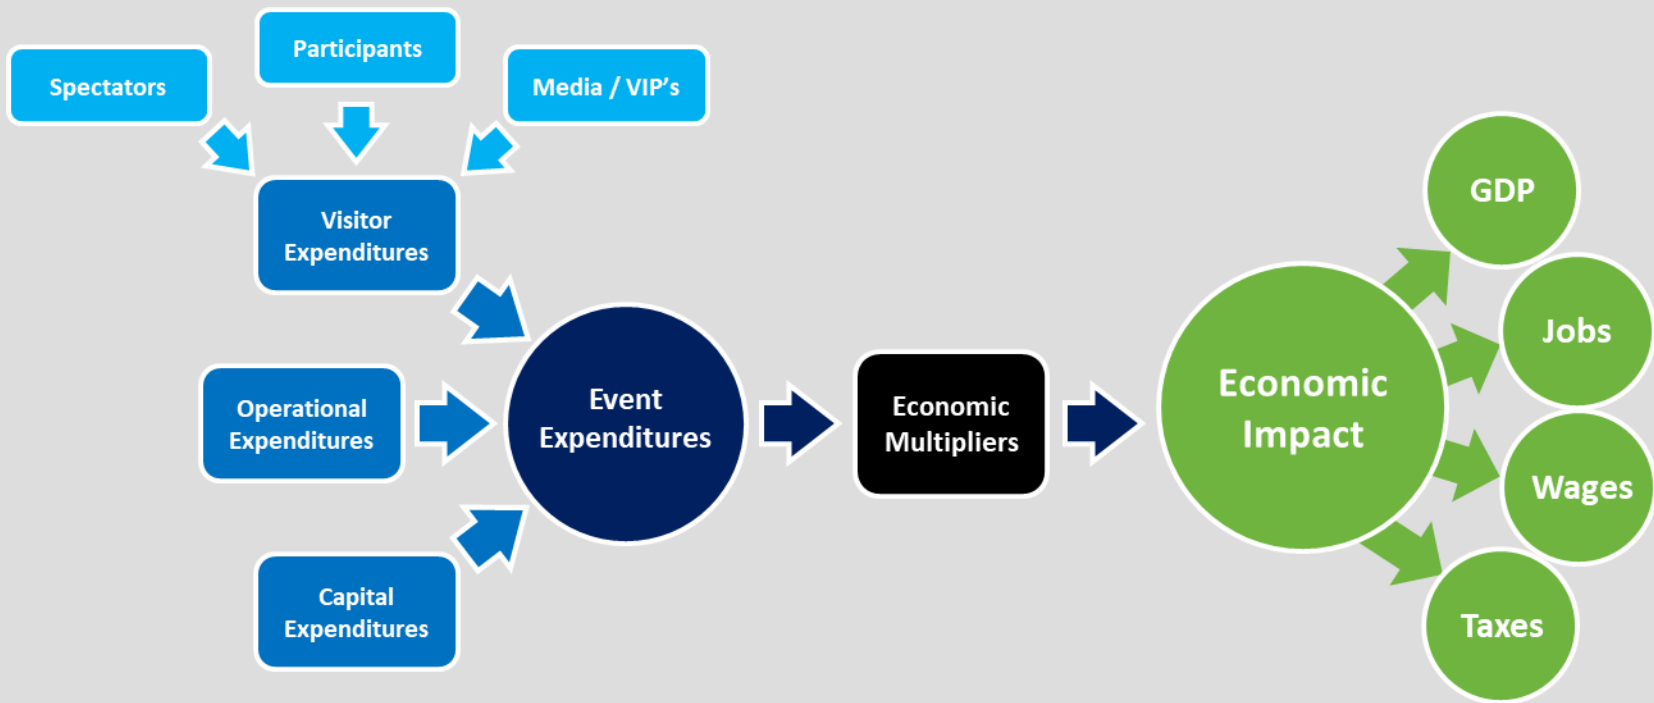 Participants
Spectators
Media / VIP's
Visitor
Expenditures
Operational
Expenditures
Capital
Expenditures
Event
Expenditures
Economic
Multipliers
Economic
Impact
GDP
Jobs
Wages
Taxes